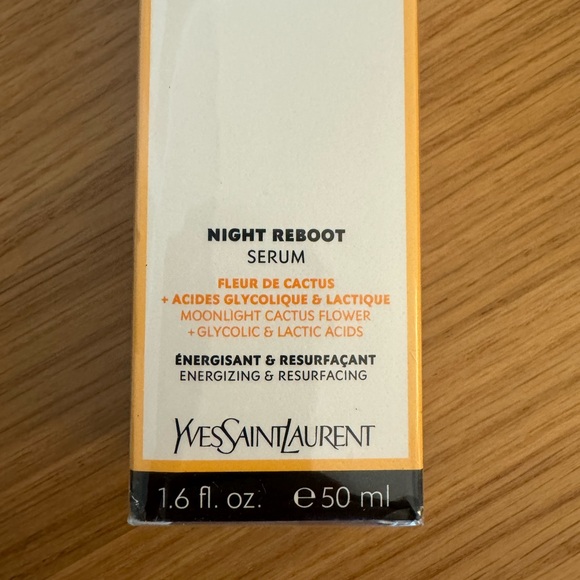 NIGHT REBOOT
SERUM
FLEUR DE CACTUS
+ ACIDES GLYCOLIQUE & LACTIQUE
MOONLIGHT CACTUS FLOWER
+ GLYCOLIC & LACTIC ACIDS
ÉNERGISANT & RESURFAÇANT
ENERGIZING & RESURFACING
YVESSAINTLAURENT
1.6 fl. oz. ℮ 50 ml